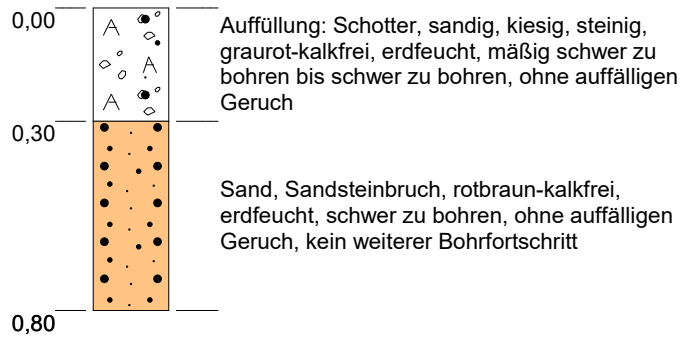 0,00
Auffüllung: Schotter, sandig, kiesig, steinig,
graurot-kalkfrei, erdfeucht, mäßig schwer zu
bohren bis schwer zu bohren, ohne auffälligen
Geruch
A
A
A
0,30
Sand, Sandsteinbruch, rotbraun-kalkfrei,
erdfeucht, schwer zu bohren, ohne auffälligen
Geruch, kein weiterer Bohrfortschritt
0,80